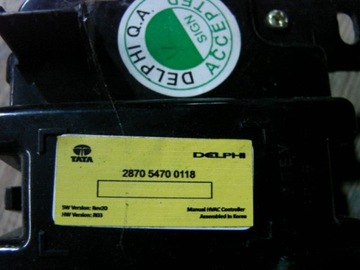 DELPHI Q.A.
SIGN
ACCEPTED
TATA
DELPHI
2870 5470 0118
SW Version: Rev20
HW Version: R03
Manual HVAC Controller
Assembled in Korea